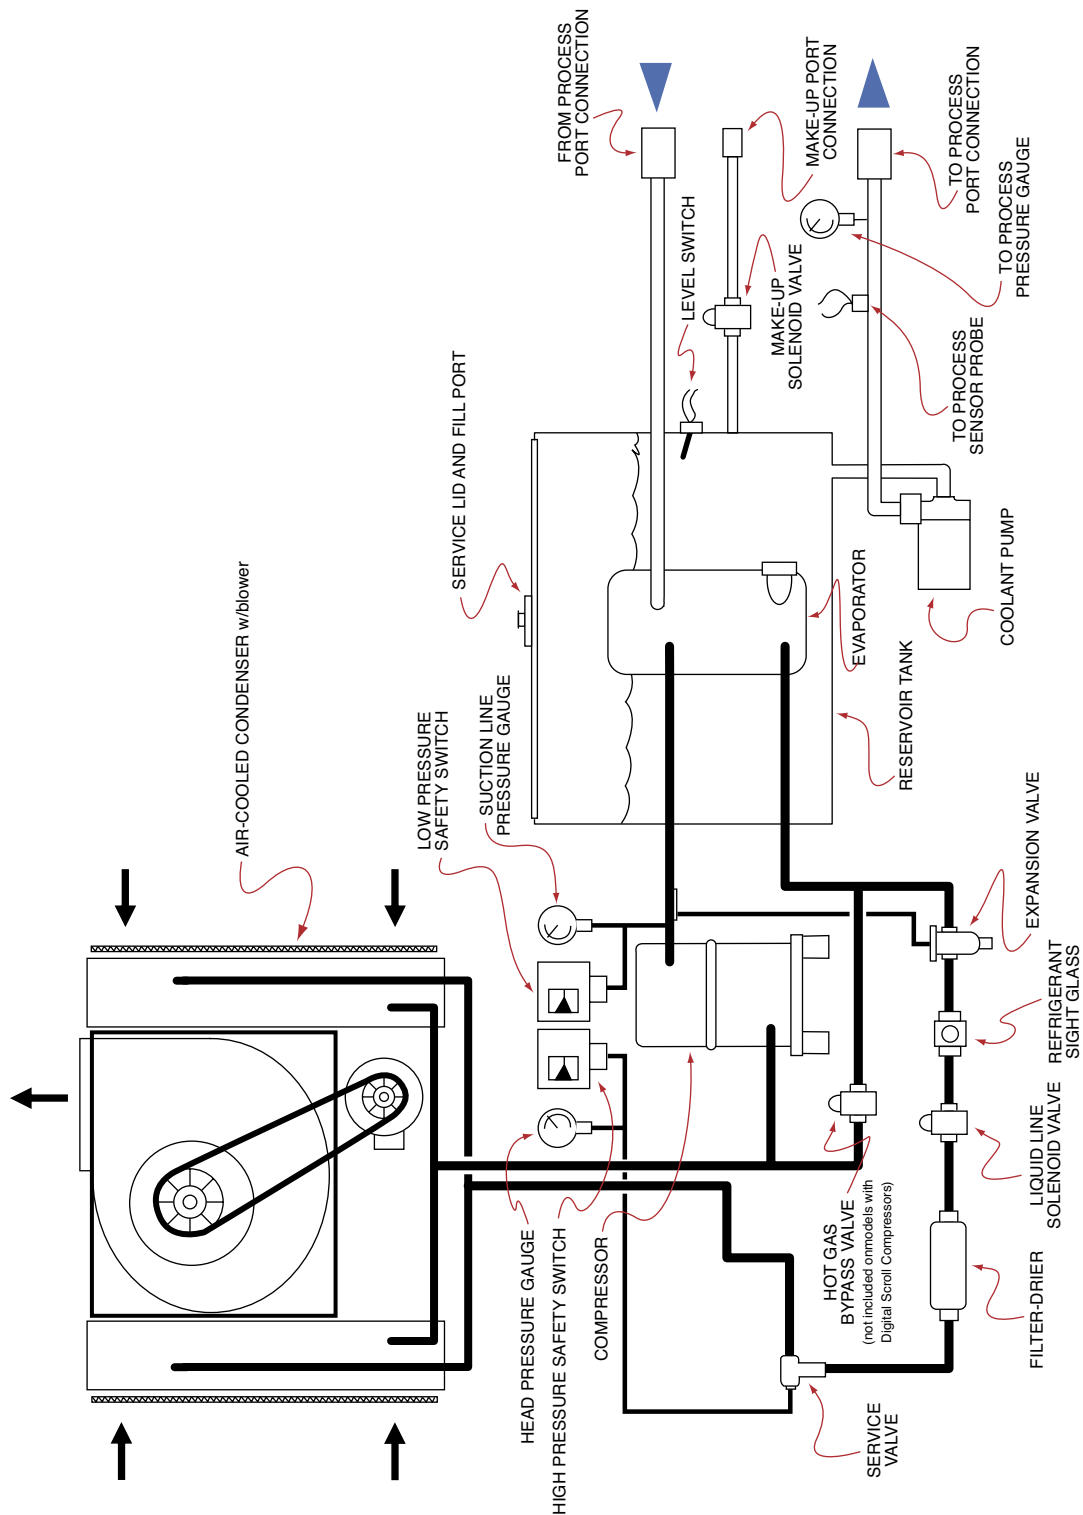 AIR-COOLED CONDENSER w/blower
SERVICE LID AND FILL PORT
FROM PROCESS
PORT CONNECTION
LOW PRESSURE
SAFETY SWITCH
SUCTION LINE
PRESSURE GAUGE
LEVEL SWITCH
MAKE-UP PORT
CONNECTION
MAKE-UP
SOLENOID VALVE
TO PROCESS
PORT CONNECTION
TO PROCESS
PRESSURE GAUGE
TO PROCESS
SENSOR PROBE
EVAPORATOR
COOLANT PUMP
RESERVOIR TANK
HEAD PRESSURE GAUGE
HIGH PRESSURE SAFETY SWITCH
COMPRESSOR
HOT GAS
BYPASS VALVE
(not included onmodels with
Digital Scroll Compressors)
EXPANSION VALVE
REFRIGERANT
SIGHT GLASS
LIQUID LINE
SOLENOID VALVE
FILTER-DRIER
SERVICE
VALVE